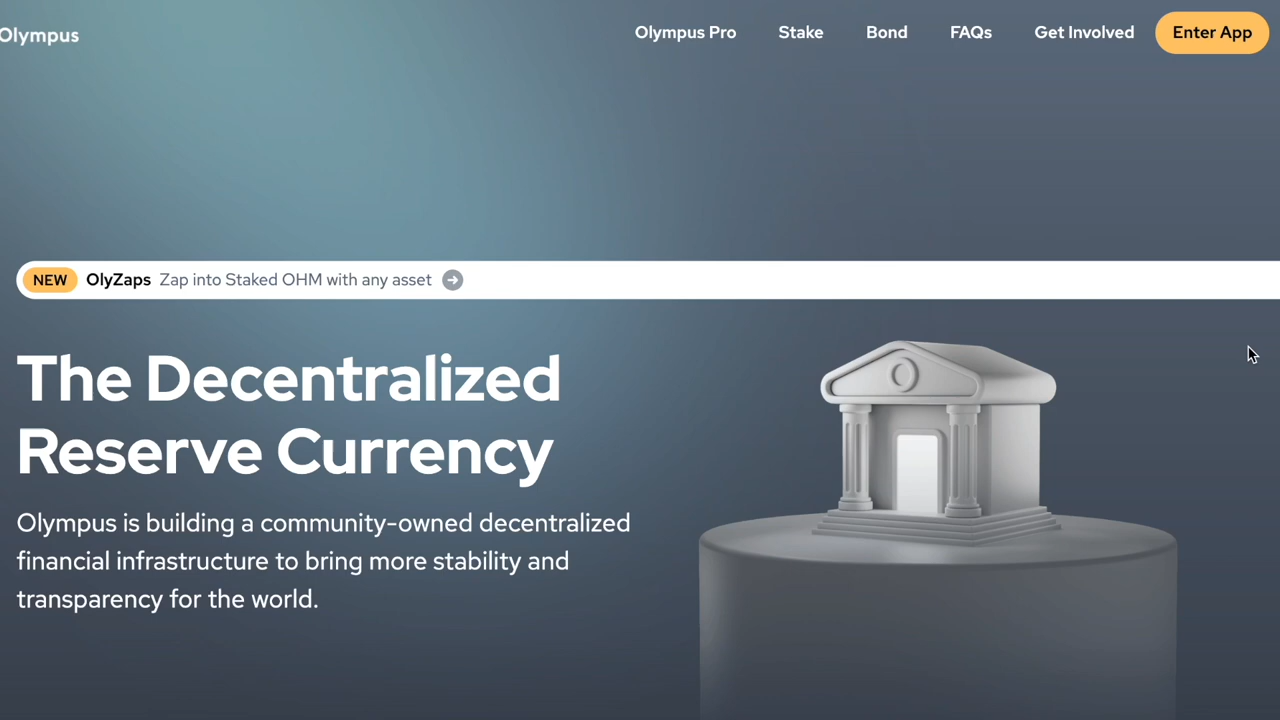 Olympus
Olympus Pro
Stake
Bond
FAQs
Get Involved
Enter App
NEW OlyZaps Zap into Staked OHM with any asset
The Decentralized
Reserve Currency
Olympus is building a community-owned decentralized
financial infrastructure to bring more stability and
transparency for the world.